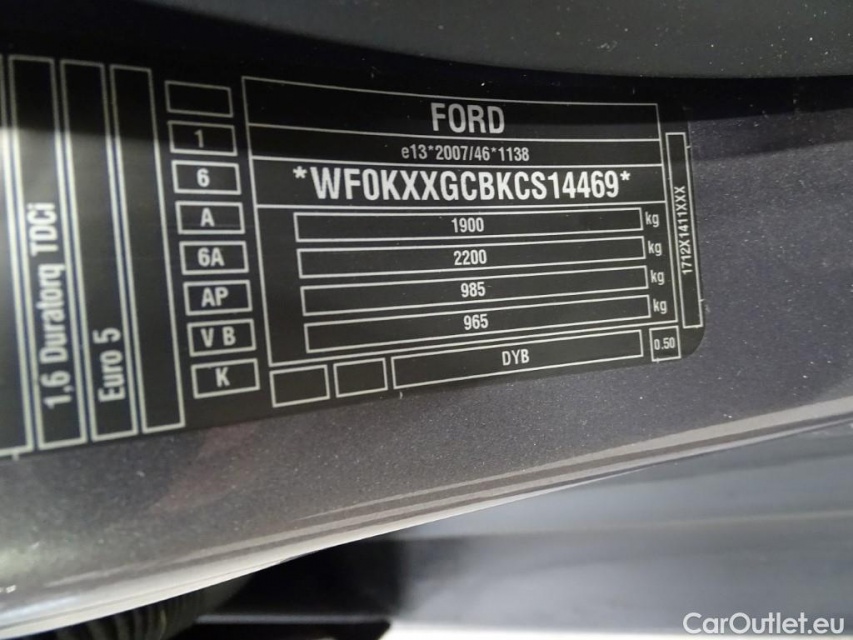 FORD
e13*2007/46*1138
*WF0KXXGCBKCS14469*
1900 kg
2200 kg
985 kg
965 kg
DYB
0.50
1712X1411XXX
1
6
A
6A
AP
V B
K
1,6 Duratorq TDCi
Euro 5
CarOutlet.eu